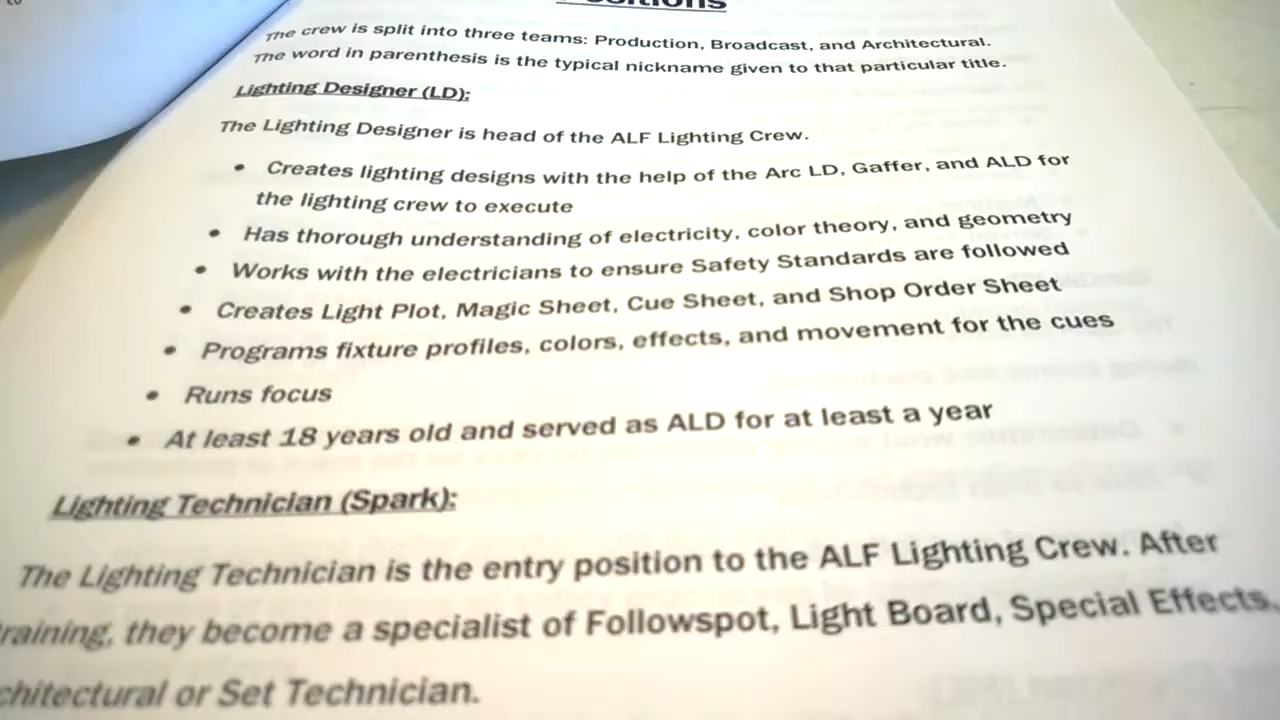 The crew is split into three teams: Production, Broadcast, and Architectural.
The word in parenthesis is the typical nickname given to that particular title.
Lighting Designer (LD):
The Lighting Designer is head of the ALF Lighting Crew.
• Creates lighting designs with the help of the Arc LD, Gaffer, and ALD for
the lighting crew to execute
• Has thorough understanding of electricity, color theory, and geometry
• Works with the electricians to ensure Safety Standards are followed
• Creates Light Plot, Magic Sheet, Cue Sheet, and Shop Order Sheet
• Programs fixture profiles, colors, effects, and movement for the cues
• Runs focus
• At least 18 years old and served as ALD for at least a year
Lighting Technician (Spark):
The Lighting Technician is the entry position to the ALF Lighting Crew. After
raining, they become a specialist of Followspot, Light Board, Special Effects,
chitectural or Set Technician.